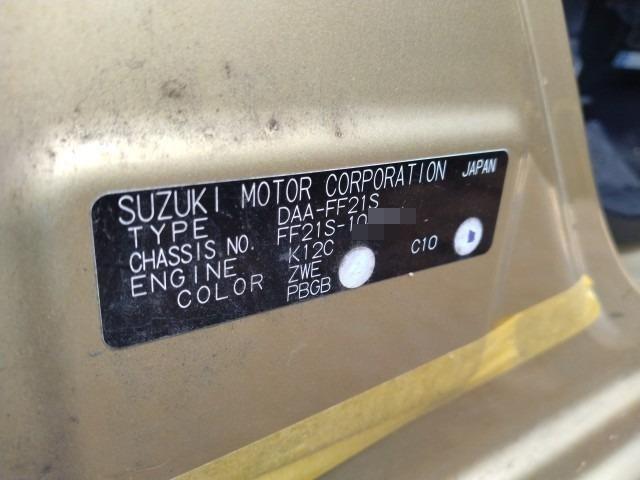 SUZUKI MOTOR CORPORATION JAPAN
TYPE DAA-FF21S
CHASSIS NO. FF21S-10
ENGINE K12C C10
COLOR ZWE
PBGB